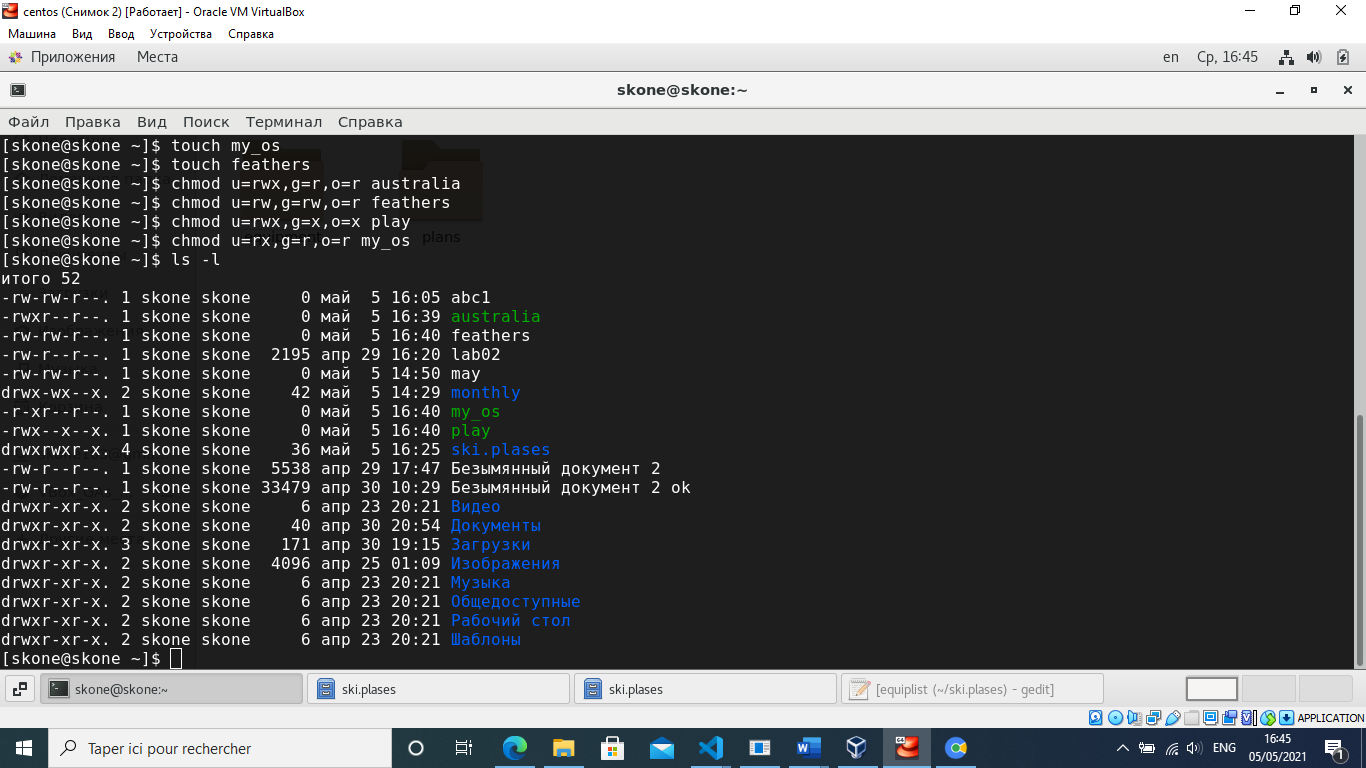 centos (Снимок 2) [Работает] - Oracle VM VirtualBox
Машина Вид Ввод Устройства Справка
Приложения Места en Ср, 16:45
skone@skone:~
Файл Правка Вид Поиск Терминал Справка
[skone@skone ~]$ touch my_os
[skone@skone ~]$ touch feathers
[skone@skone ~]$ chmod u=rwx,g=r,o=r australia
[skone@skone ~]$ chmod u=rw,g=rw,o=r feathers
[skone@skone ~]$ chmod u=rwx,g=x,o=x play
[skone@skone ~]$ chmod u=rx,g=r,o=r my_os
plans
[skone@skone ~]$ ls -l
итого 52
-rw-rw-r--. 1 skone skone     0 май  5 16:05 abc1
-rwxr--r--. 1 skone skone     0 май  5 16:39 australia
-rw-rw-r--. 1 skone skone     0 май  5 16:40 feathers
-rw-r--r--. 1 skone skone  2195 апр 29 16:20 lab02
-rw-rw-r--. 1 skone skone     0 май  5 14:50 may
drwx-wx--x. 2 skone skone    42 май  5 14:29 monthly
-r-xr--r--. 1 skone skone     0 май  5 16:40 my_os
-rwx--x--x. 1 skone skone     0 май  5 16:40 play
drwxrwxr-x. 4 skone skone    36 май  5 16:25 ski.plases
-rw-r--r--. 1 skone skone  5538 апр 29 17:47 Безымянный документ 2
-rw-r--r--. 1 skone skone 33479 апр 30 10:29 Безымянный документ 2 ok
drwxr-xr-x. 2 skone skone     6 апр 23 20:21 Видео
drwxr-xr-x. 2 skone skone    40 апр 30 20:54 Документы
drwxr-xr-x. 3 skone skone   171 апр 30 19:15 Загрузки
drwxr-xr-x. 2 skone skone  4096 апр 25 01:09 Изображения
drwxr-xr-x. 2 skone skone     6 апр 23 20:21 Музыка
drwxr-xr-x. 2 skone skone     6 апр 23 20:21 Общедоступные
drwxr-xr-x. 2 skone skone     6 апр 23 20:21 Рабочий стол
drwxr-xr-x. 2 skone skone     6 апр 23 20:21 Шаблоны
[skone@skone ~]$
skone@skone:~ ski.plases ski.plases [equiplist (~/ski.plases) - gedit]
APPLICATION
Taper ici pour rechercher ENG 16:45
05/05/2021 1